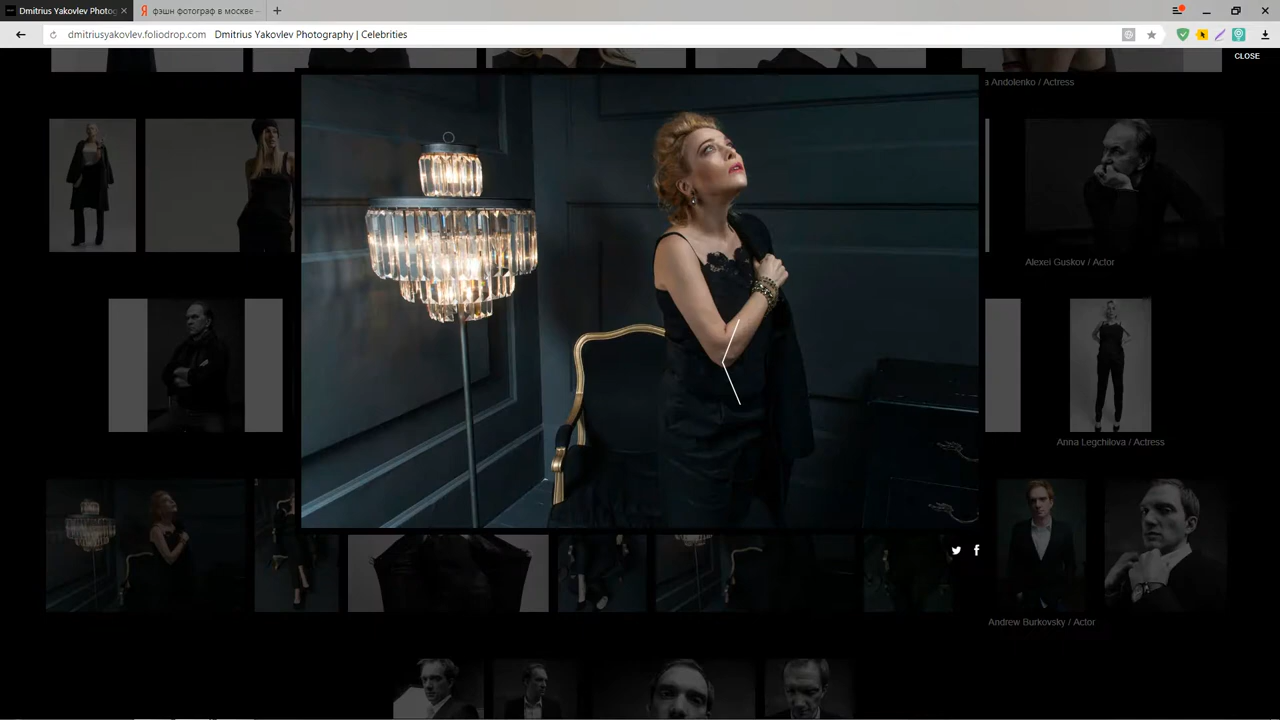 Dmitrius Yakovlev Photog
фэшн фотограф в москве –
dmitriusyakovlev.foliodrop.com Dmitrius Yakovlev Photography | Celebrities
CLOSE
a Andolenko / Actress
Alexei Guskov / Actor
Anna Legchilova / Actress
Andrew Burkovsky / Actor